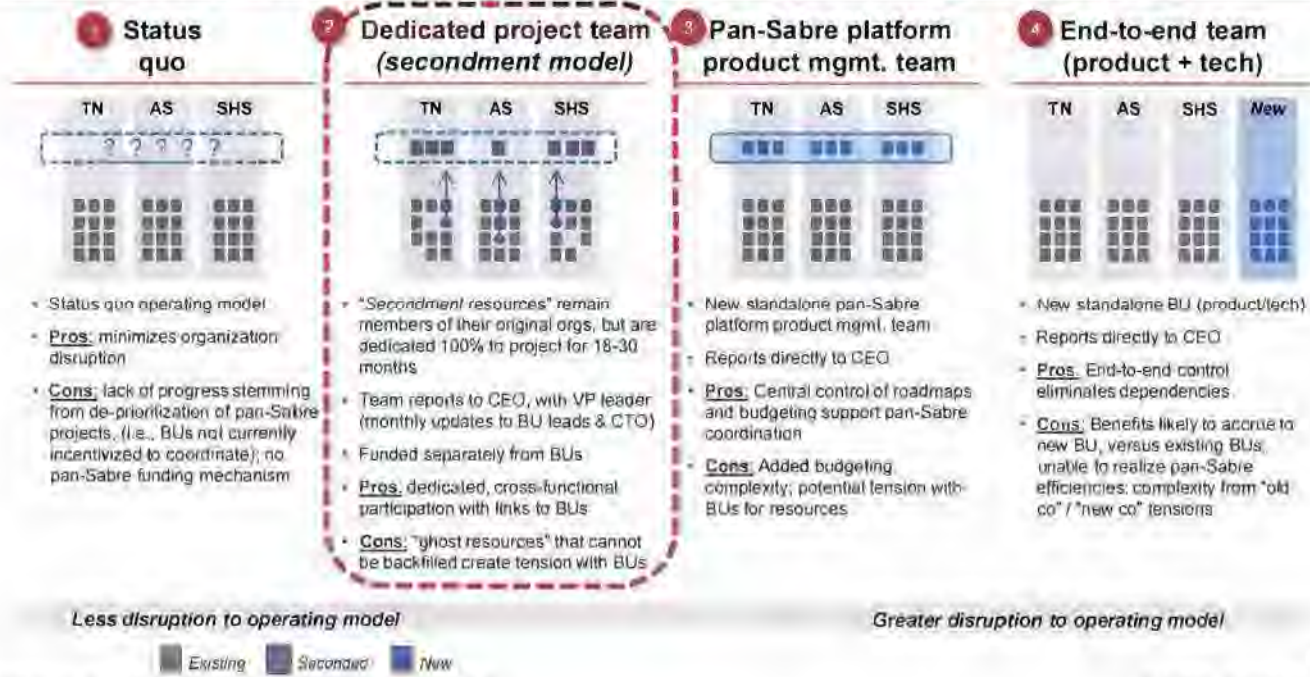 1 Status
quo
TN AS SHS
? ? ? ? ?
• Status quo operating model
• Pros: minimizes organization
disruption
• Cons: lack of progress stemming
from de-prioritization of pan-Sabre
projects, (i.e., BUs not currently
incentivized to coordinate); no
pan-Sabre funding mechanism
2 Dedicated project team
(secondment model)
TN AS SHS
• "Secondment resources" remain
members of their original orgs, but are
dedicated 100% to project for 18-30
months
• Team reports to CEO, with VP leader
(monthly updates to BU leads & CTO)
• Funded separately from BUs
• Pros: dedicated, cross-functional
participation with links to BUs
• Cons: "ghost resources" that cannot
be backfilled create tension with BUs
3 Pan-Sabre platform
product mgmt. team
TN AS SHS
• New standalone pan-Sabre
platform product mgmt. team
• Reports directly to CEO
• Pros: Central control of roadmaps
and budgeting support pan-Sabre
coordination
• Cons: Added budgeting
complexity; potential tension with
BUs for resources
4 End-to-end team
(product + tech)
TN AS SHS New
• New standalone BU (product/tech)
• Reports directly to CEO
• Pros: End-to-end control
eliminates dependencies
• Cons: Benefits likely to accrue to
new BU, versus existing BUs;
unable to realize pan-Sabre
efficiencies; complexity from "old
co" / "new co" tensions
Less disruption to operating model
Greater disruption to operating model
Existing Seconded New